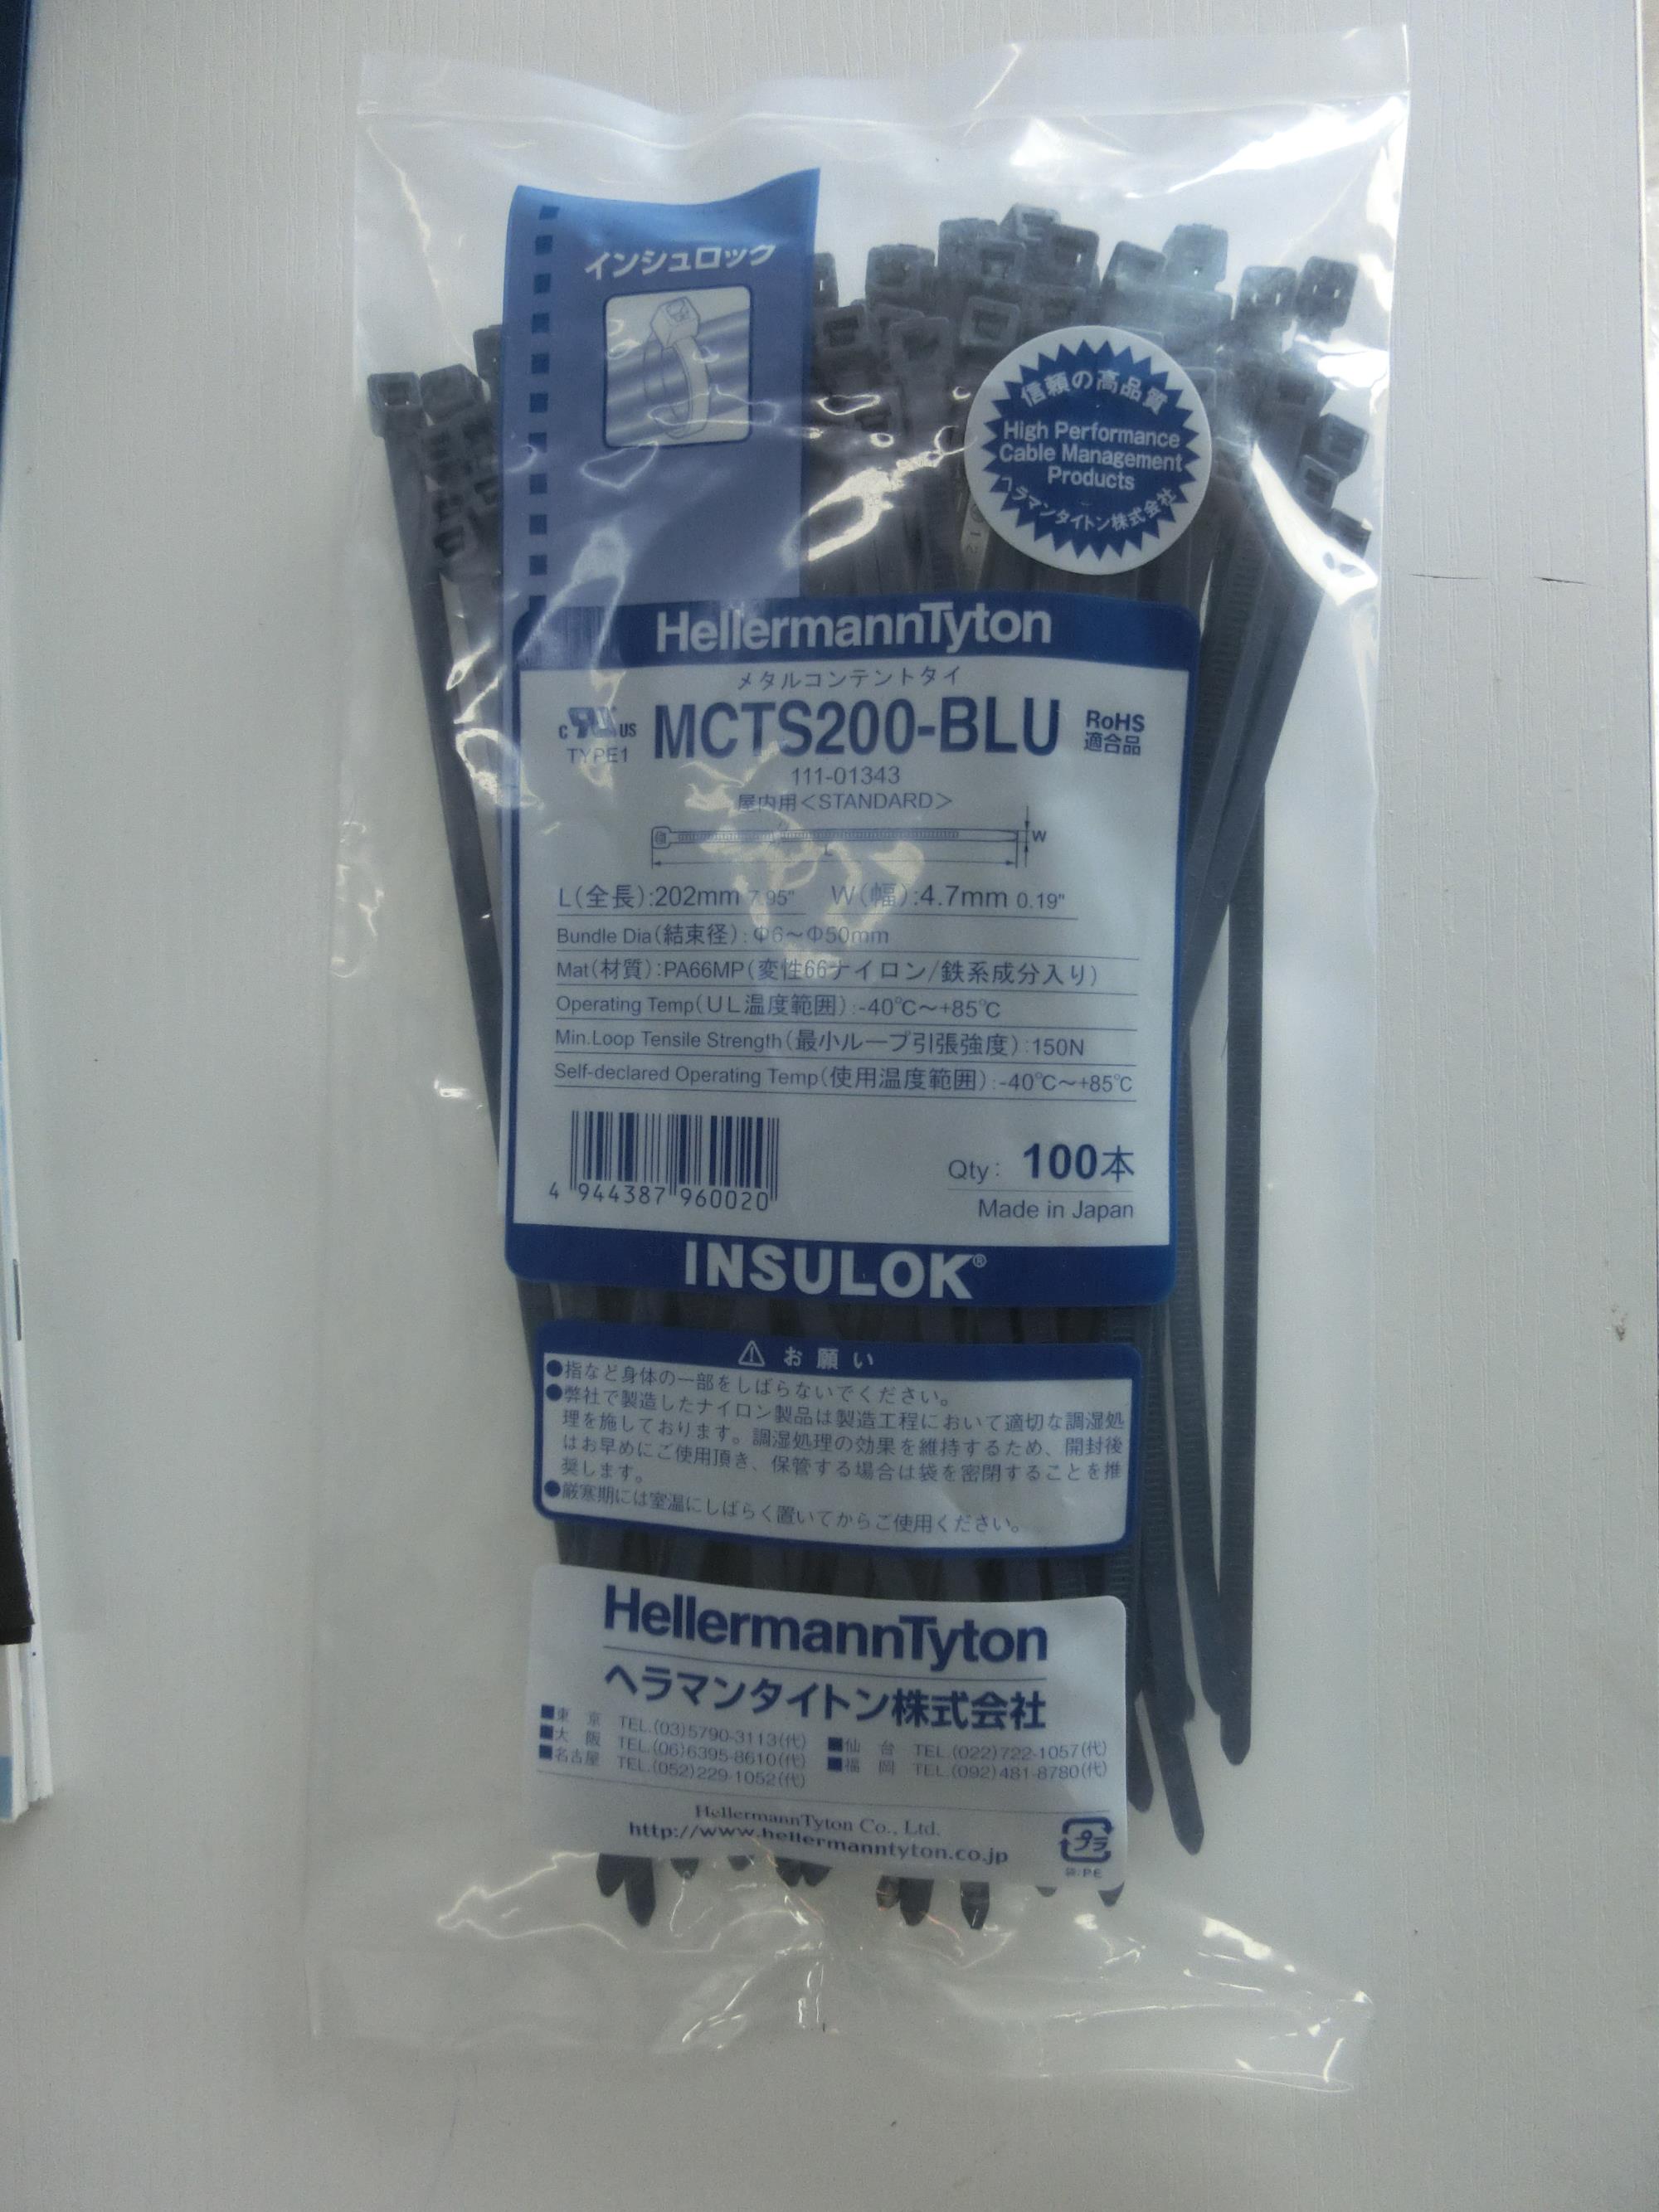 インシュロック
信頼の高品質
High Performance
Cable Management
Products
ヘラマンタイトン株式会社
HellermannTyton
メタルコンテントタイ
c US
TYPE1
MCTS200-BLU
RoHS
適合品
111-01343
屋内用<STANDARD>
W
L
L(全長):202mm 7.95" W(幅):4.7mm 0.19"
Bundle Dia(結束径):Φ6～Φ50mm
Mat(材質):PA66MP(変性66ナイロン/鉄系成分入り)
Operating Temp(UL温度範囲):-40℃～+85℃
Min.Loop Tensile Strength(最小ループ引張強度):150N
Self-declared Operating Temp(使用温度範囲):-40℃～+85℃
4 944387 960020
Qty: 100本
Made in Japan
INSULOK®
⚠ お願い
●指など身体の一部をしばらないでください。
●弊社で製造したナイロン製品は製造工程において適切な調湿処
理を施しております。調湿処理の効果を維持するため、開封後
はお早めにご使用頂き、保管する場合は袋を密閉することを推
奨します。
●厳寒期には室温にしばらく置いてからご使用ください。
HellermannTyton
ヘラマンタイトン株式会社
■東京 TEL.(03)5790-3113(代)
■大阪 TEL.(06)6395-8610(代) ■仙台 TEL.(022)722-1057(代)
■名古屋 TEL.(052)229-1052(代) ■福岡 TEL.(092)481-8780(代)
HellermannTyton Co., Ltd.
http://www.hellermanntyton.co.jp
プラ
袋:PE